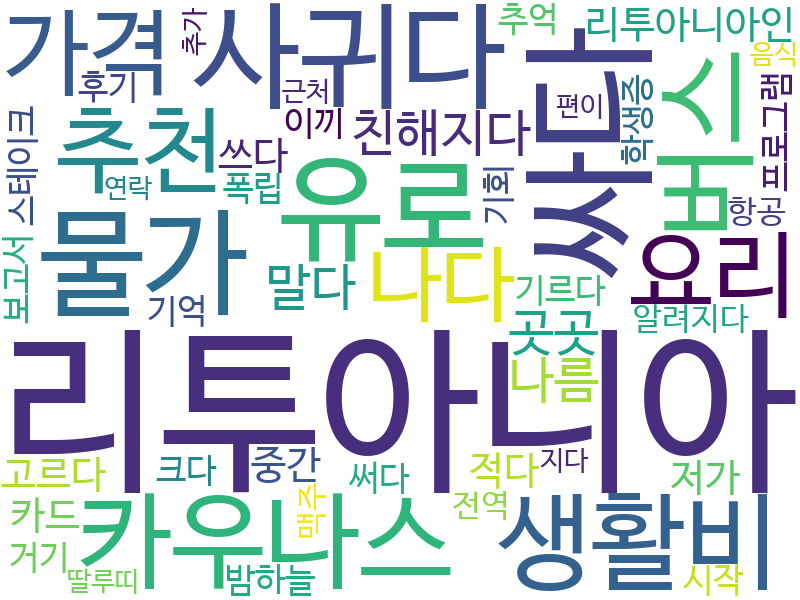 가격
사귀다
추가
추억
리투아니아인
음식
후기
근처
싸다
편이
버스
학생증
프로그램
스테이크
추천
이끼
친해지다
쓰다
연락
폭립
유로
기회
항공
보고서
물가
기억
말다
나다
기르다
요리
곳곳
알려지다
리투아니아
나름
고르다
크다
중간
써다
적다
지다
저가
카드
카우나스
맥주
전역
생활비
거기
딸루띠
밤하늘
시작